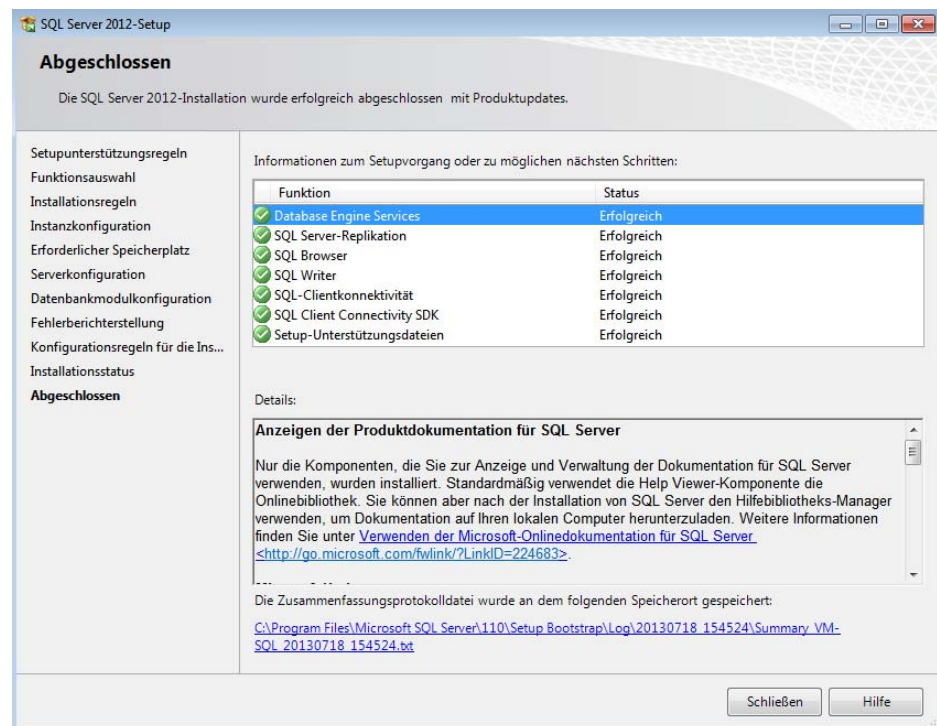 SQL Server 2012-Setup
Abgeschlossen
Die SQL Server 2012-Installation wurde erfolgreich abgeschlossen mit Produktupdates.
Setupunterstützungsregeln
Funktionsauswahl
Installationsregeln
Instanzkonfiguration
Erforderlicher Speicherplatz
Serverkonfiguration
Datenbankmodulkonfiguration
Fehlerberichterstellung
Konfigurationsregeln für die Ins...
Installationsstatus
Abgeschlossen
Informationen zum Setupvorgang oder zu möglichen nächsten Schritten:
Funktion Status
Database Engine Services Erfolgreich
SQL Server-Replikation Erfolgreich
SQL Browser Erfolgreich
SQL Writer Erfolgreich
SQL-Clientkonnektivität Erfolgreich
SQL Client Connectivity SDK Erfolgreich
Setup-Unterstützungsdateien Erfolgreich
Details:
Anzeigen der Produktdokumentation für SQL Server
Nur die Komponenten, die Sie zur Anzeige und Verwaltung der Dokumentation für SQL Server
verwenden, wurden installiert. Standardmäßig verwendet die Help Viewer-Komponente die
Onlinebibliothek. Sie können aber nach der Installation von SQL Server den Hilfebibliotheks-Manager
verwenden, um Dokumentation auf Ihren lokalen Computer herunterzuladen. Weitere Informationen
finden Sie unter Verwenden der Microsoft-Onlinedokumentation für SQL Server
<http://go.microsoft.com/fwlink/?LinkID=224683>.
Die Zusammenfassungsprotokolldatei wurde an dem folgenden Speicherort gespeichert:
C:\Program Files\Microsoft SQL Server\110\Setup Bootstrap\Log\20130718_154524\Summary_VM-
SQL_20130718_154524.txt
Schließen Hilfe